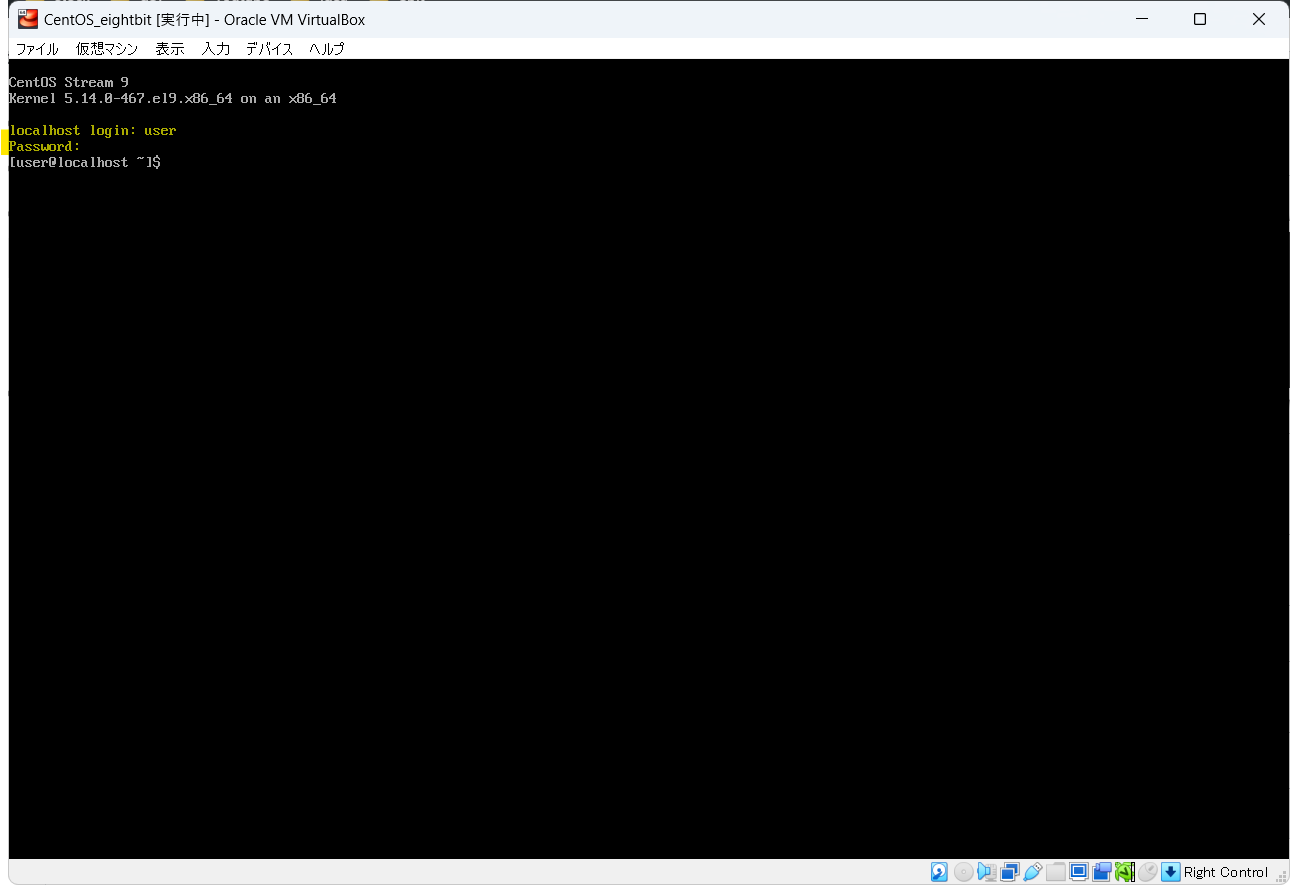 CentOS_eightbit [実行中] - Oracle VM VirtualBox
ファイル 仮想マシン 表示 入力 デバイス ヘルプ
CentOS Stream 9
Kernel 5.14.0-467.el9.x86_64 on an x86_64
localhost login: user
Password:
[user@localhost ~]$
Right Control